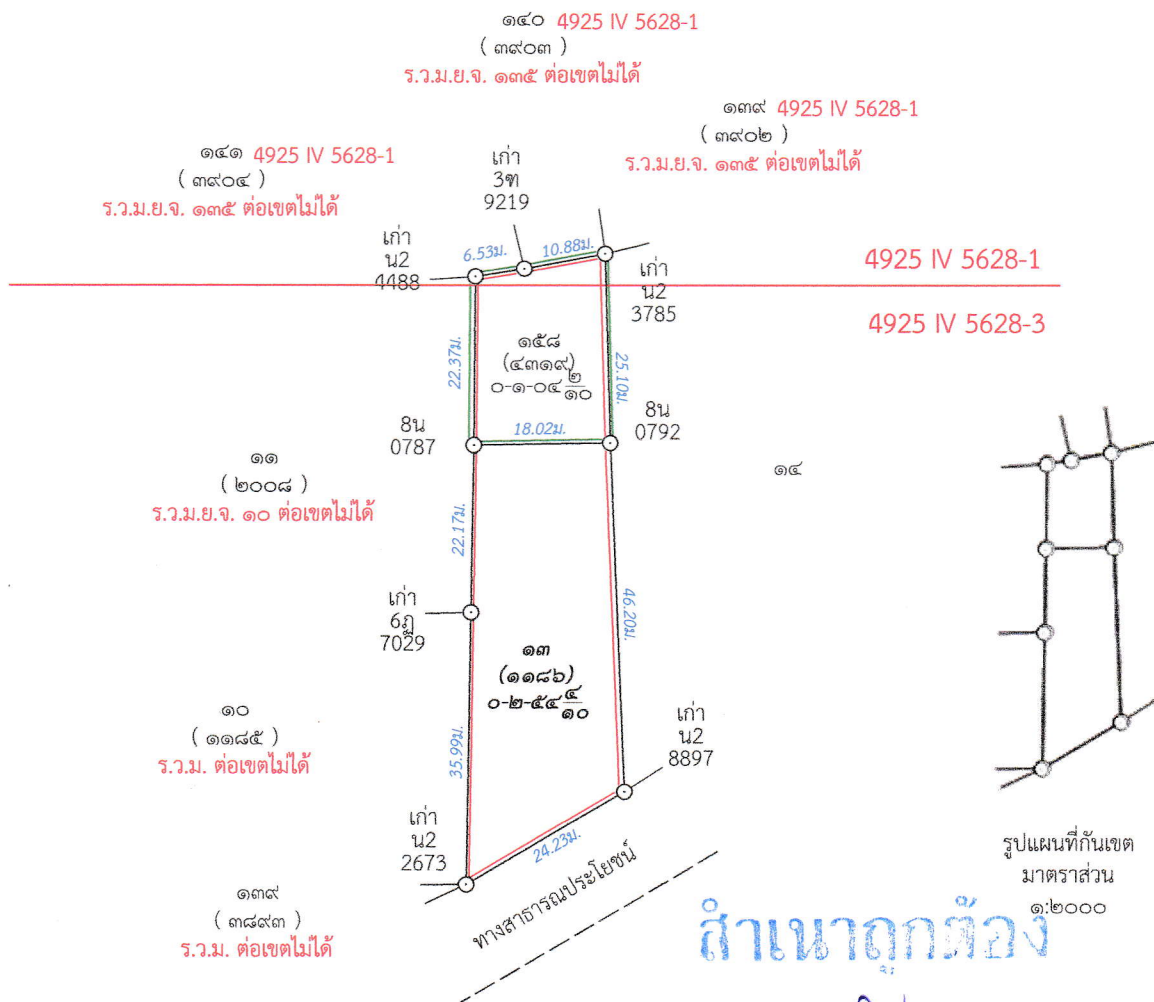 ๑๔๐ 4925 IV 5628-1
( ๓๙๐๓ )
ร.ว.ม.ย.จ. ๑๓๕ ต่อเขตไม่ได้
๑๓๙ 4925 IV 5628-1
( ๓๙๐๒ )
ร.ว.ม.ย.จ. ๑๓๕ ต่อเขตไม่ได้
๑๔๑ 4925 IV 5628-1
( ๓๙๐๔ )
ร.ว.ม.ย.จ. ๑๓๕ ต่อเขตไม่ได้
เก่า
3ฑ
9219
เก่า
น2
4488
6.53ม.
10.88ม.
เก่า
น2
3785
4925 IV 5628-1
4925 IV 5628-3
๑๕๘
(๔๓๑๙)
๐-๑-๐๔ ๒/๑๐
22.37ม.
25.10ม.
8น
0787
18.02ม.
8น
0792
๑๑
( ๒๐๐๘ )
ร.ว.ม.ย.จ. ๑๐ ต่อเขตไม่ได้
๑๔
22.17ม.
46.20ม.
เก่า
6ฎ
7029
๑๓
(๑๑๘๖)
๐-๒-๕๔ ๔/๑๐
๑๐
( ๑๑๘๕ )
ร.ว.ม. ต่อเขตไม่ได้
35.99ม.
เก่า
น2
8897
เก่า
น2
2673
24.23ม.
ทางสาธารณประโยชน์
๑๓๙
( ๓๘๙๓ )
ร.ว.ม. ต่อเขตไม่ได้
รูปแผนที่กันเขต
มาตราส่วน
๑:๒๐๐๐
สำเนาถูกต้อง